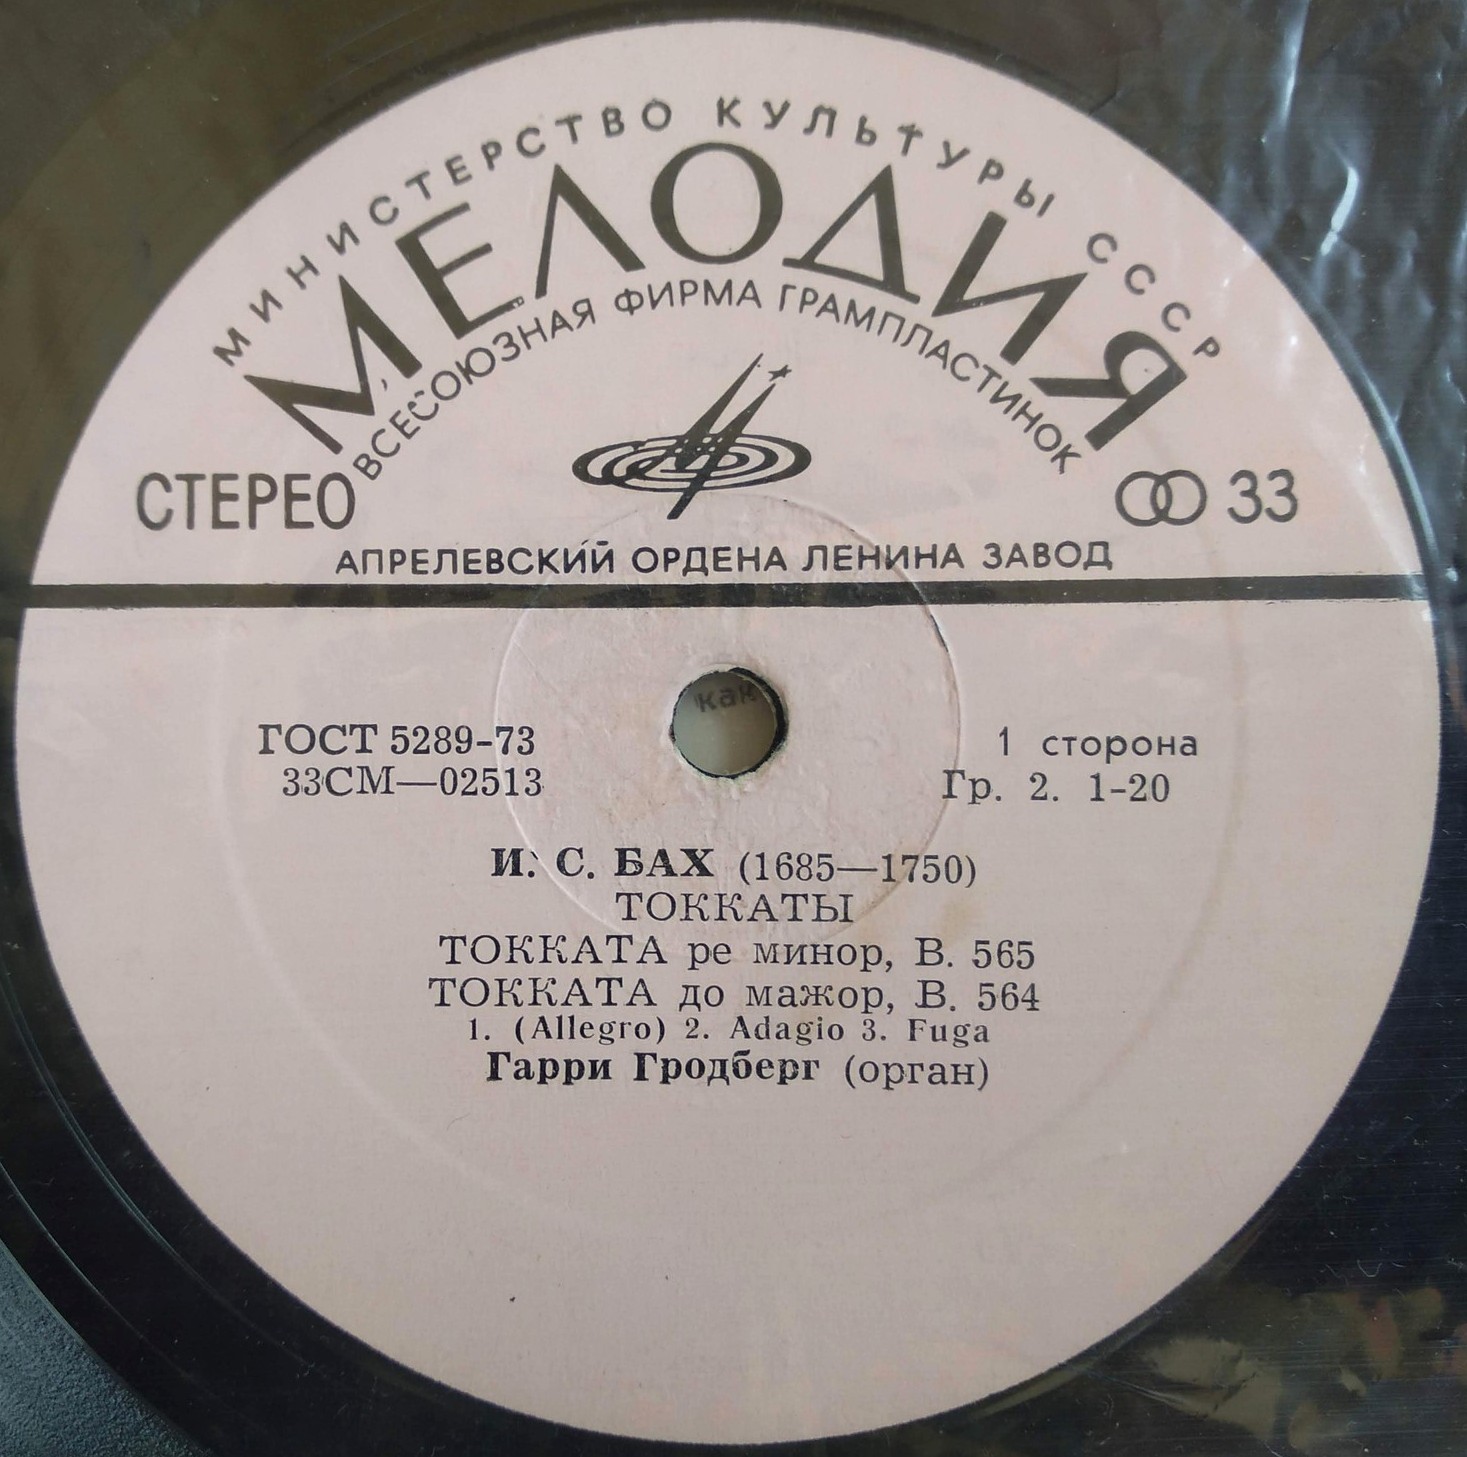 МИНИСТЕРСТВО КУЛЬТУРЫ СССР
МЕЛОДИЯ
ВСЕСОЮЗНАЯ ФИРМА ГРАМПЛАСТИНОК
СТЕРЕО
33
АПРЕЛЕВСКИЙ ОРДЕНА ЛЕНИНА ЗАВОД
как
ГОСТ 5289-73
33СМ—02513
1 сторона
Гр. 2. 1-20
И. С. БАХ (1685—1750)
ТОККАТЫ
ТОККАТА ре минор, В. 565
ТОККАТА до мажор, В. 564
1. (Allegro) 2. Adagio 3. Fuga
Гарри Гродберг (орган)